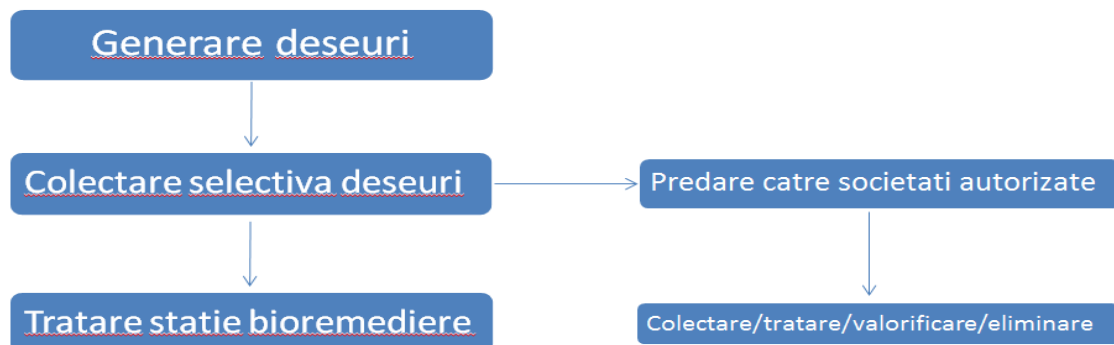 Generare deseuri
Colectare selectiva deseuri
Predare catre societati autorizate
Tratare statie bioremediere
Colectare/tratare/valorificare/eliminare